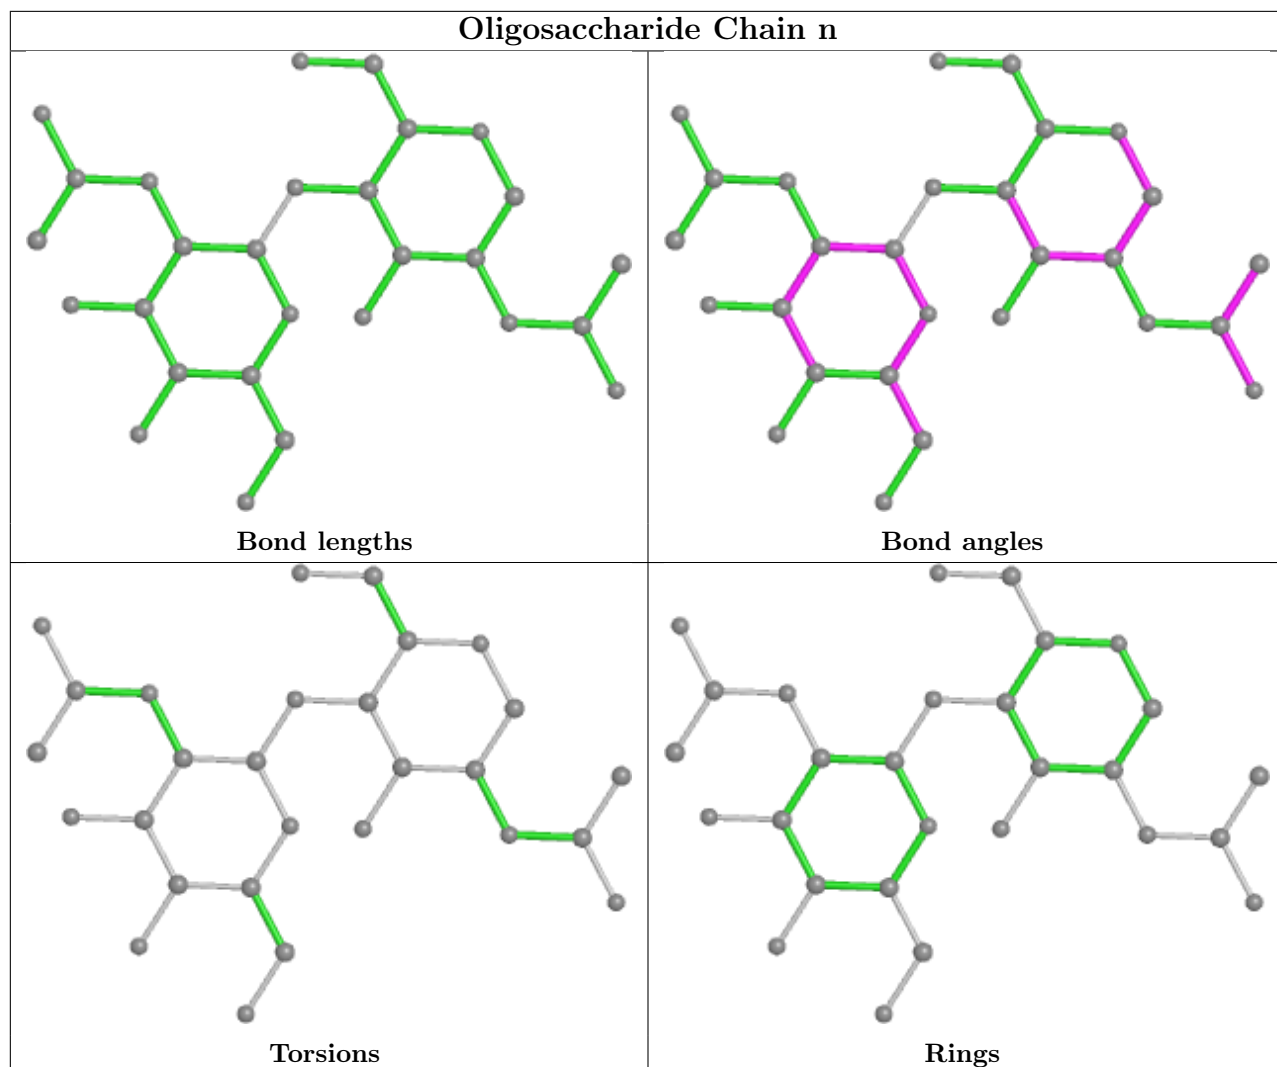 Oligosaccharide Chain n
Bond lengths
Bond angles
Torsions
Rings